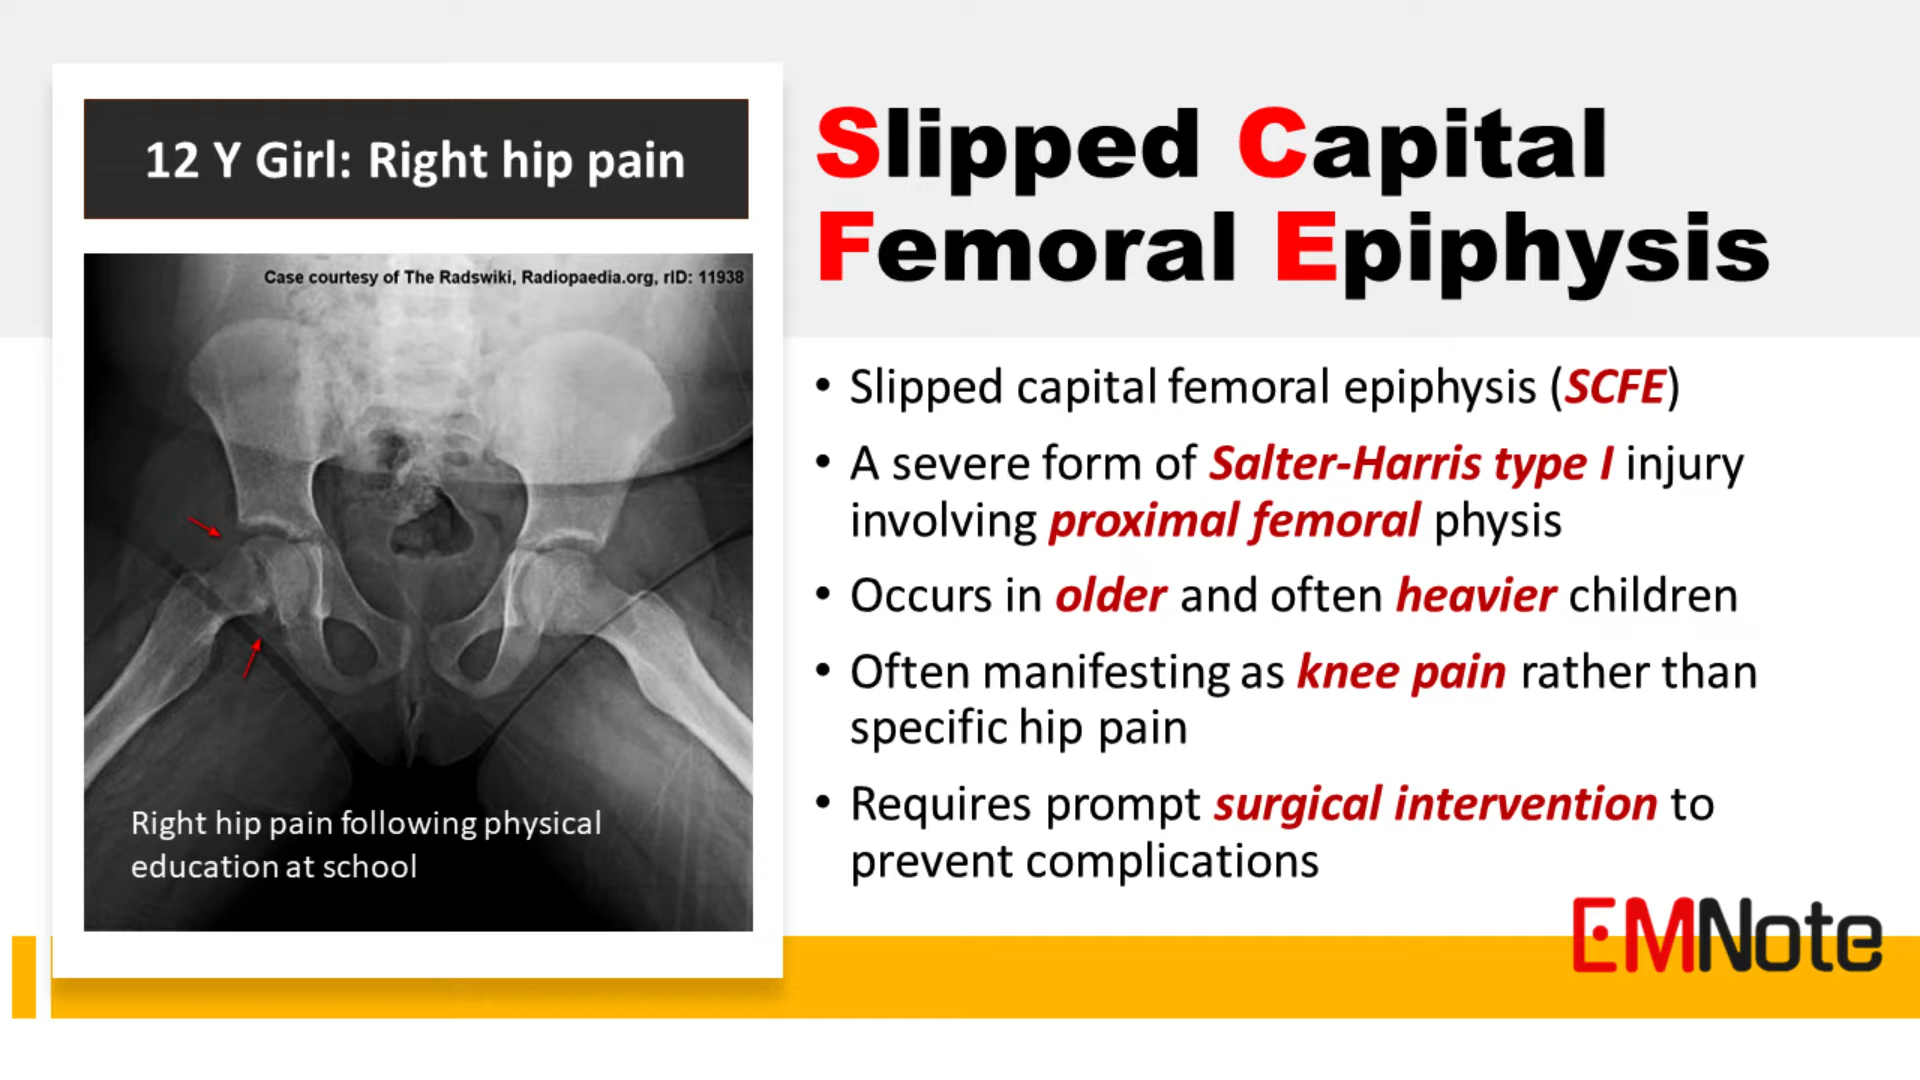 12 Y Girl: Right hip pain
Case courtesy of The Radswiki, Radiopaedia.org, rID: 11938
Right hip pain following physical
education at school
Slipped Capital
Femoral Epiphysis
• Slipped capital femoral epiphysis (SCFE)
• A severe form of Salter-Harris type I injury
involving proximal femoral physis
• Occurs in older and often heavier children
• Often manifesting as knee pain rather than
specific hip pain
• Requires prompt surgical intervention to
prevent complications
EMNote